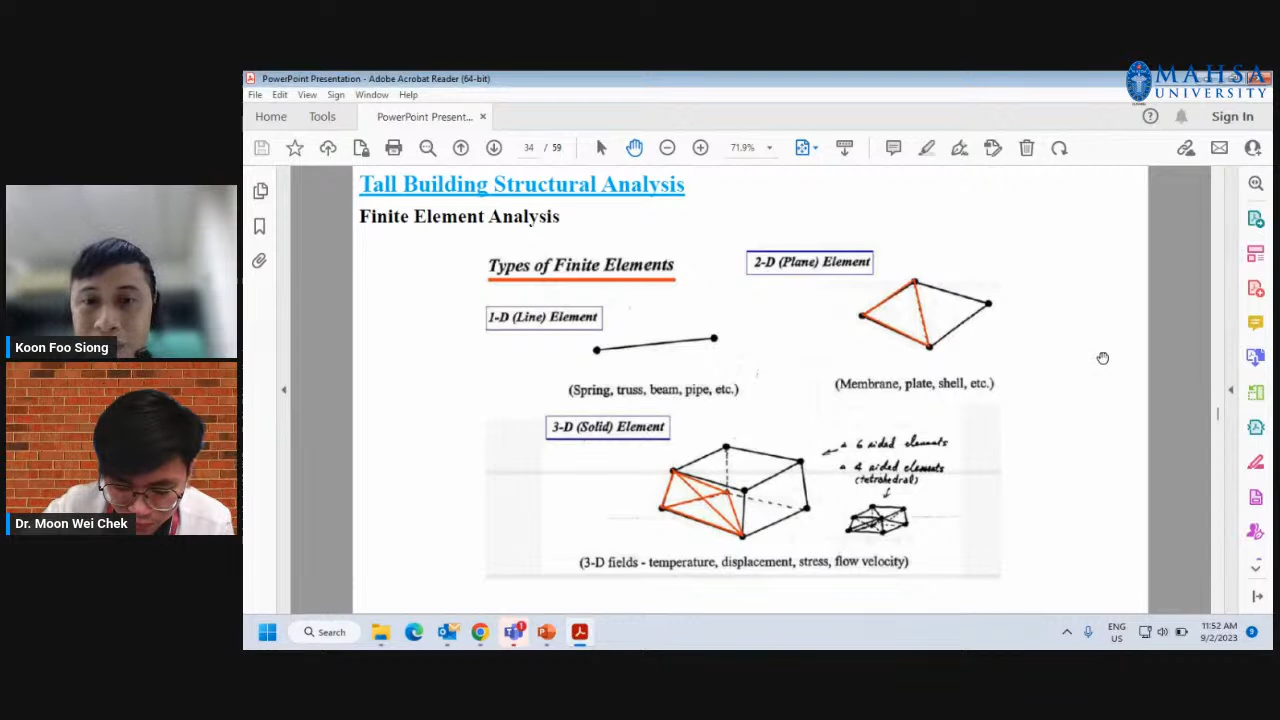 MAHSA
UNIVERSITY
PowerPoint Presentation - Adobe Acrobat Reader (64-bit)
File Edit View Sign Window Help
Home Tools PowerPoint Present... Sign In
34 / 59 71.9%
Tall Building Structural Analysis
Finite Element Analysis
Types of Finite Elements
2-D (Plane) Element
1-D (Line) Element
(Spring, truss, beam, pipe, etc.)
(Membrane, plate, shell, etc.)
3-D (Solid) Element
6 sided elements
4 sided elements
(tetrahedral)
(3-D fields - temperature, displacement, stress, flow velocity)
Koon Foo Siong
Dr. Moon Wei Chek
Search
ENG
US
11:52 AM
9/2/2023